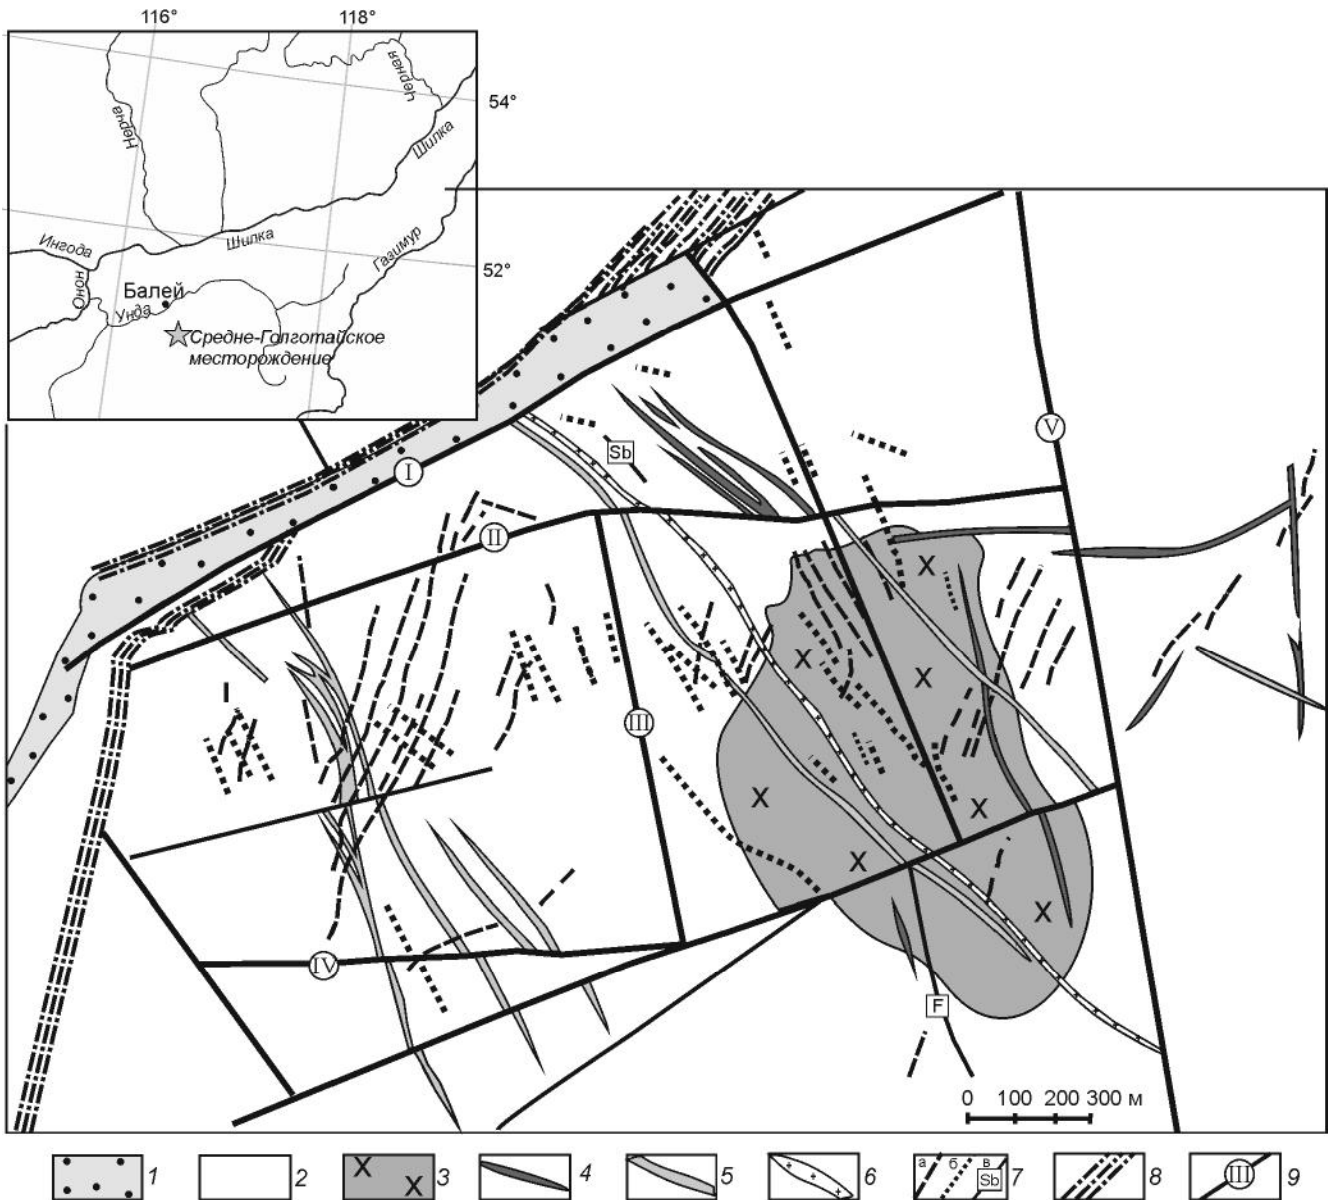 116°
118°
54°
52°
Нерча
Черная
Шилка
Ингода
Шилка
Газимур
Онон
Балей
Унда
Средне-Голготайское
месторождение
I
V
Sb
II
X
X
X
I
III
X
X
X
X
IV
F
0 100 200 300 м
1
2
X X 3
4
5
6
а б в Sb 7
8
III 9